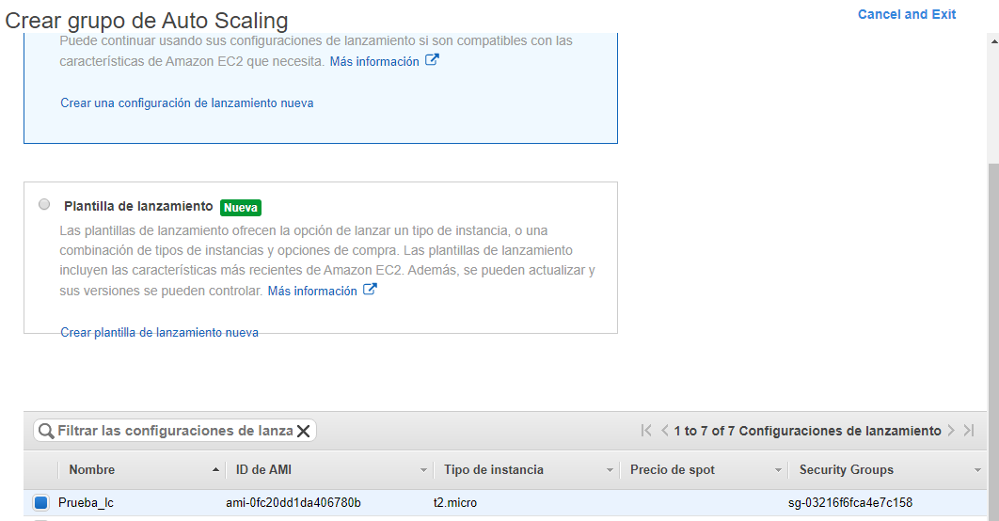 Crear grupo de Auto Scaling
Cancel and Exit
Puede continuar usando sus configuraciones de lanzamiento si son compatibles con las
características de Amazon EC2 que necesita. Más información
Crear una configuración de lanzamiento nueva
Plantilla de lanzamiento Nueva
Las plantillas de lanzamiento ofrecen la opción de lanzar un tipo de instancia, o una
combinación de tipos de instancias y opciones de compra. Las plantillas de lanzamiento
incluyen las características más recientes de Amazon EC2. Además, se pueden actualizar y
sus versiones se pueden controlar. Más información
Crear plantilla de lanzamiento nueva
Filtrar las configuraciones de lanza
1 to 7 of 7 Configuraciones de lanzamiento
Nombre ID de AMI Tipo de instancia Precio de spot Security Groups
Prueba_lc ami-0fc20dd1da406780b t2.micro sg-03216f6fca4e7c158